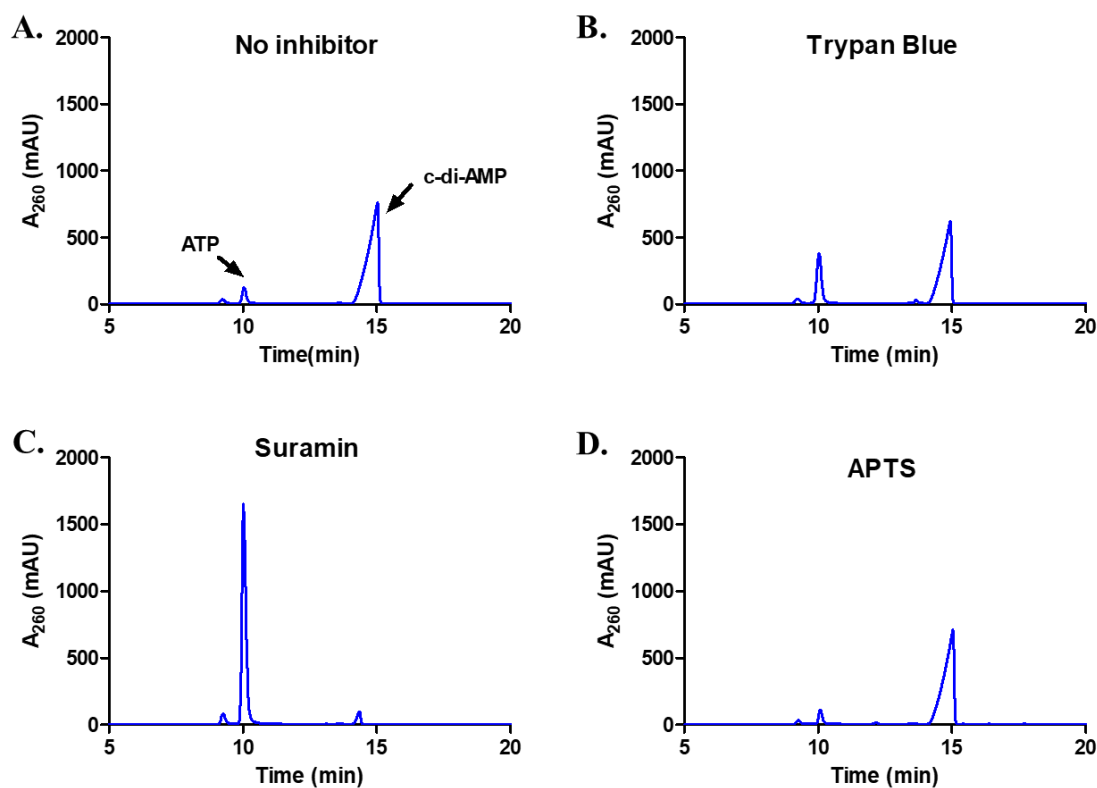 A.
No inhibitor
2000
1500
1000
500
0
A260 (mAU)
ATP
c-di-AMP
5 10 15 20
Time(min)
B.
Trypan Blue
2000
1500
1000
500
0
A260 (mAU)
5 10 15 20
Time (min)
C.
Suramin
2000
1500
1000
500
0
A260 (mAU)
5 10 15 20
Time (min)
D.
APTS
2000
1500
1000
500
0
A260 (mAU)
5 10 15 20
Time (min)